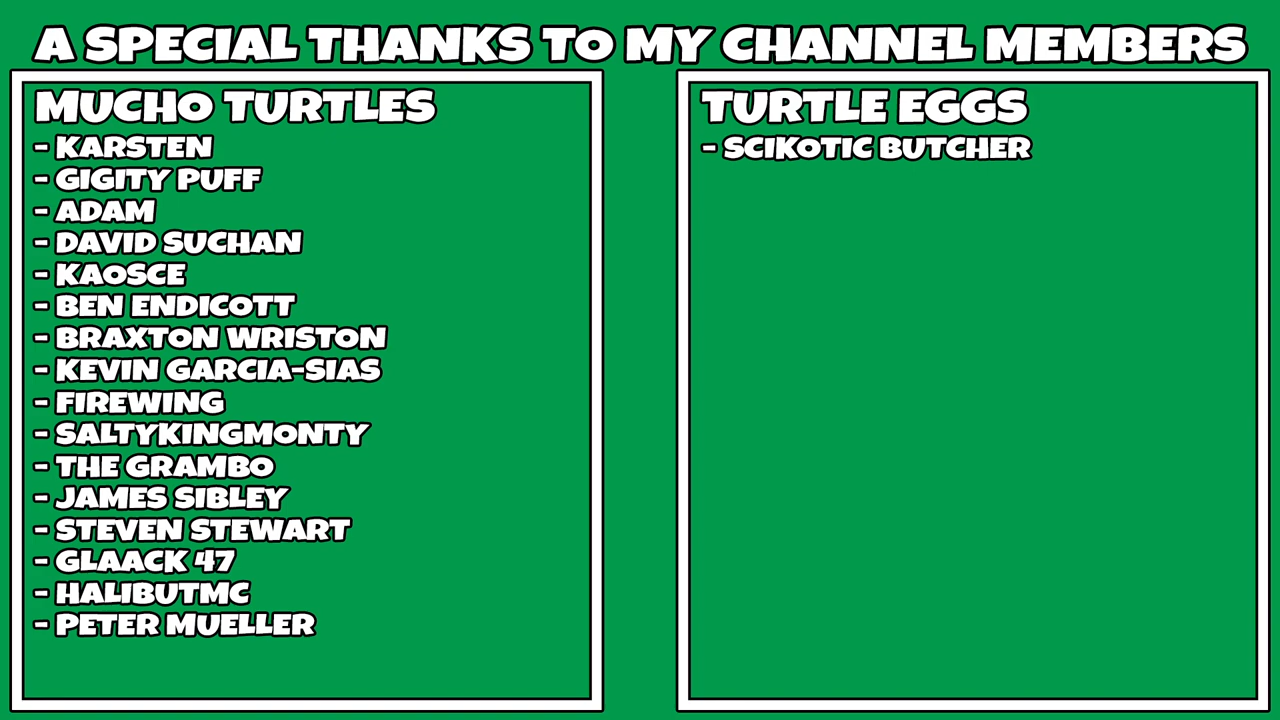 A SPECIAL THANKS TO MY CHANNEL MEMBERS
MUCHO TURTLES
- KARSTEN
- GIGITY PUFF
- ADAM
- DAVID SUCHAN
- KAOSCE
- BEN ENDICOTT
- BRAXTON WRISTON
- KEVIN GARCIA-SIAS
- FIREWING
- SALTYKINGMONTY
- THE GRAMBO
- JAMES SIBLEY
- STEVEN STEWART
- GLAACK 47
- HALIBUTMC
- PETER MUELLER
TURTLE EGGS
- SCIKOTIC BUTCHER